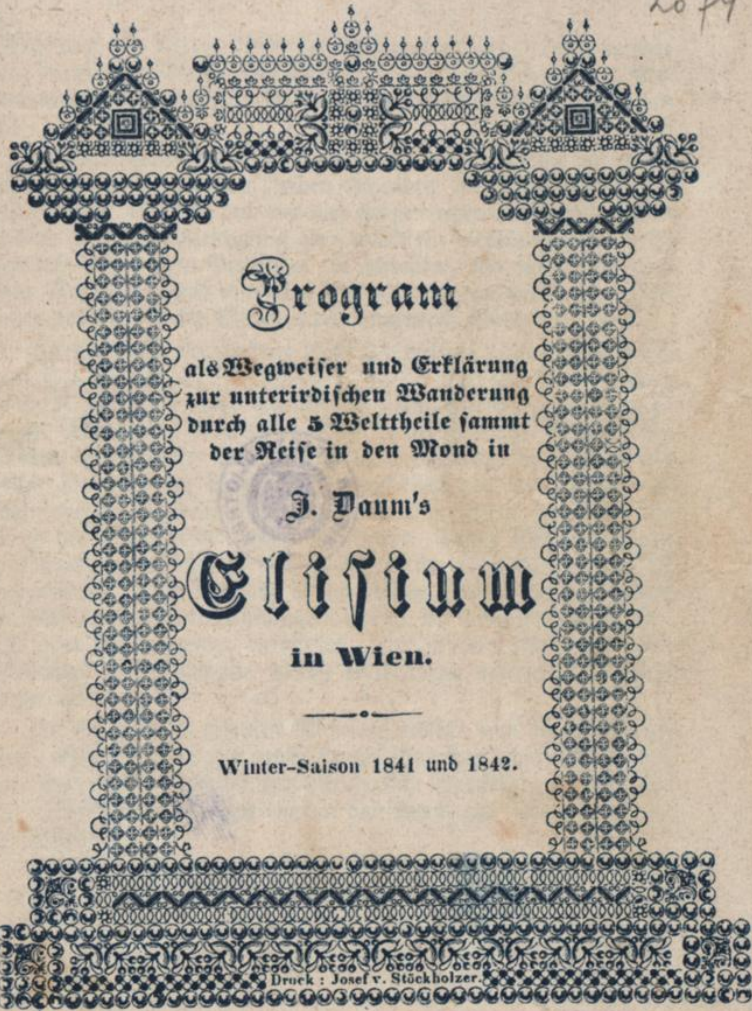 Program
als Wegweiser und Erklärung
zur unterirdischen Wanderung
durch alle 5 Welttheile sammt
der Reise in den Mond in
J. Daum's
Elisium
in Wien.
Winter-Saison 1841 und 1842.
Druck : Josef v. Stöckholzer.